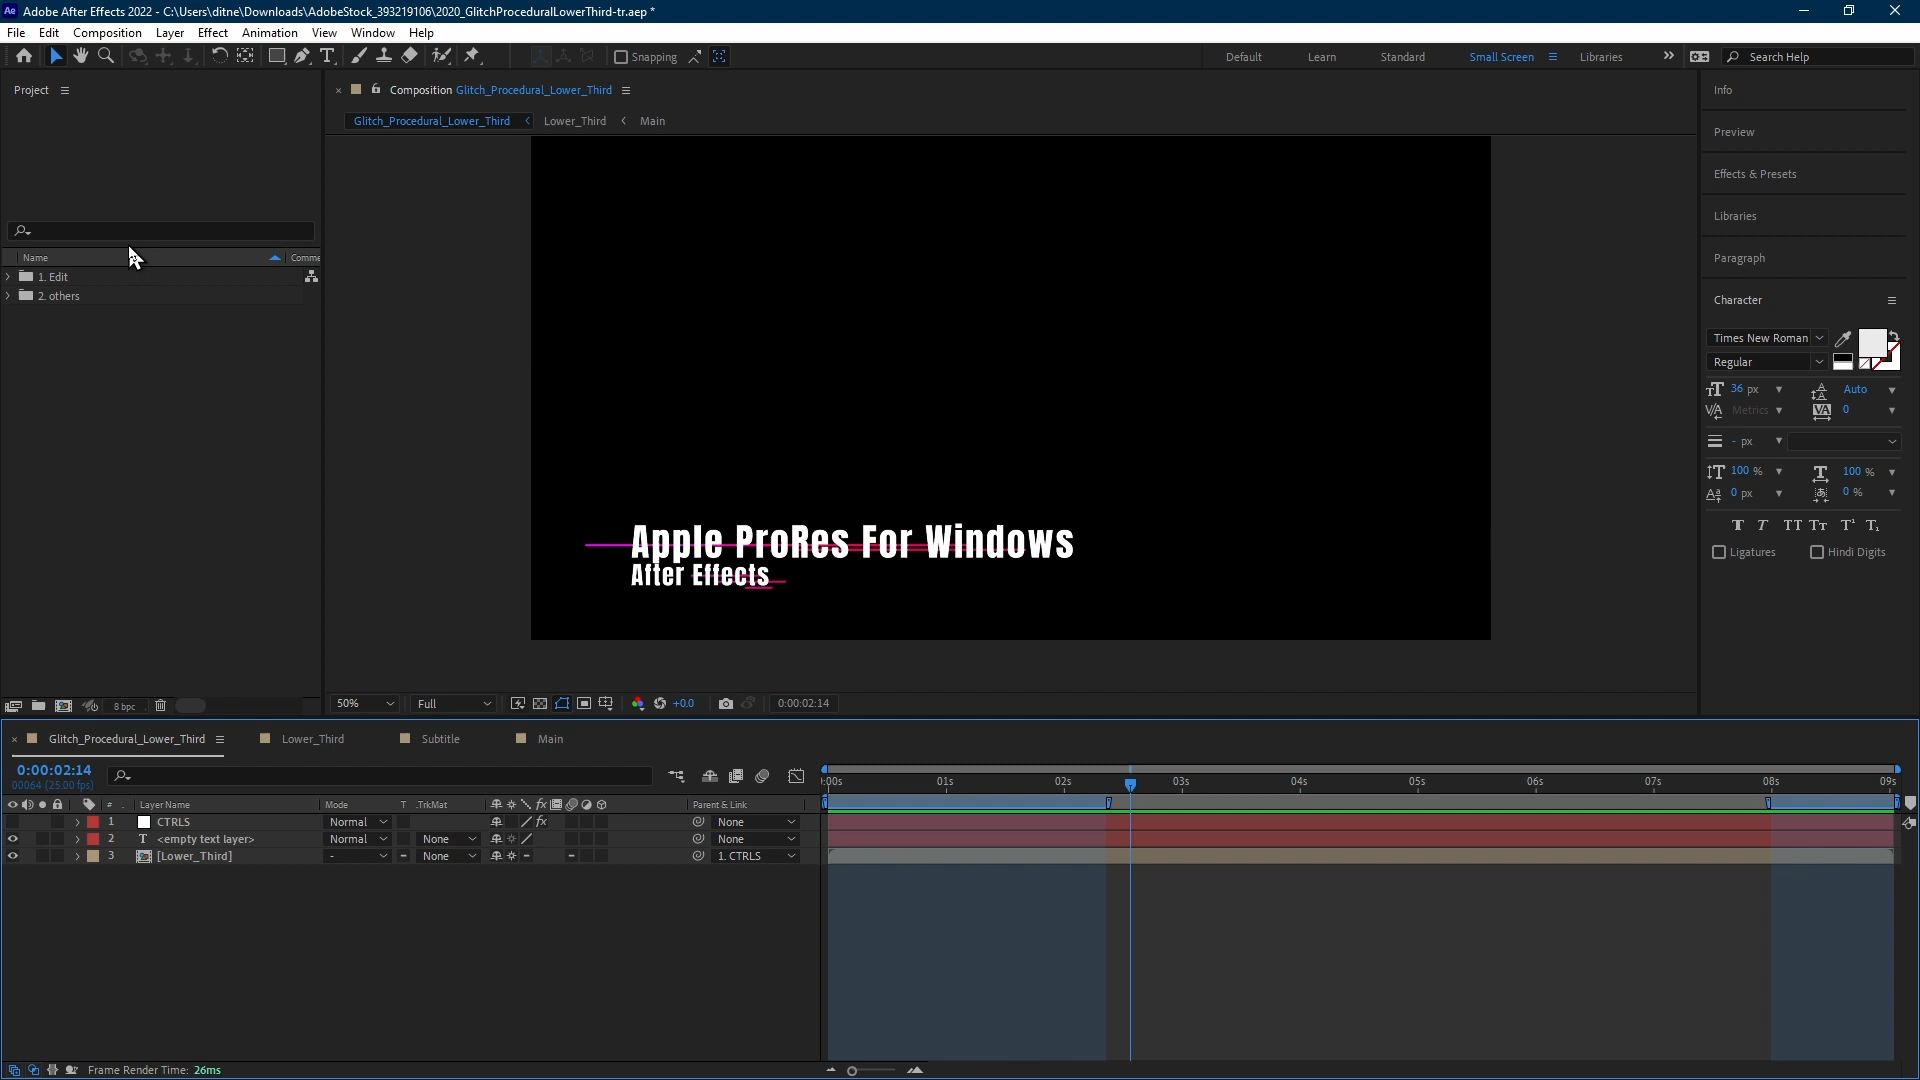 Ae Adobe After Effects 2022 - C:\Users\ditne\Downloads\AdobeStock_393219106\2020_GlitchProceduralLowerThird-tr.aep *
File Edit Composition Layer Effect Animation View Window Help
Snapping Default Learn Standard Small Screen Libraries Search Help
Project
Composition Glitch_Procedural_Lower_Third
Glitch_Procedural_Lower_Third Lower_Third Main
Name Comme
1. Edit
2. others
Apple ProRes For Windows
After Effects
Info
Preview
Effects & Presets
Libraries
Paragraph
Character
Times New Roman
Regular
36 px Auto
Metrics 0
- px
100 % 100 %
0 px 0 %
Ligatures Hindi Digits
8 bpc
50% Full +0.0 0:00:02:14
Glitch_Procedural_Lower_Third Lower_Third Subtitle Main
0:00:02:14
00064 (25.00 fps)
:00s 01s 02s 03s 04s 05s 06s 07s 08s 09s
# Layer Name Mode T .TrkMat Parent & Link
1 CTRLS Normal None
2 <empty text layer> Normal None None
3 [Lower_Third] - None 1. CTRLS
Frame Render Time: 26ms